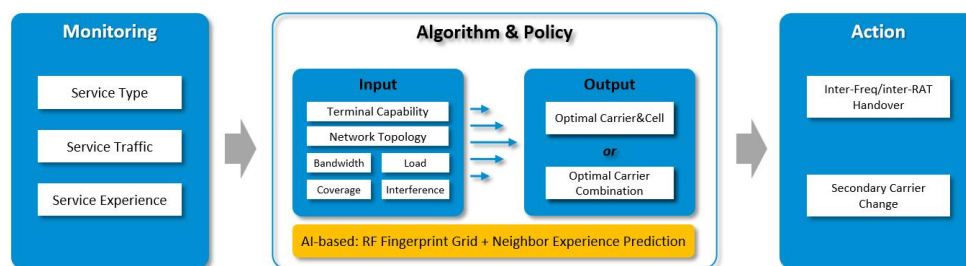 Monitoring
Service Type
Service Traffic
Service Experience
Algorithm & Policy
Input
Terminal Capability
Network Topology
Bandwidth
Load
Coverage
Interference
Output
Optimal Carrier&Cell
or
Optimal Carrier
Combination
AI-based: RF Fingerprint Grid + Neighbor Experience Prediction
Action
Inter-Freq/inter-RAT
Handover
Secondary Carrier
Change